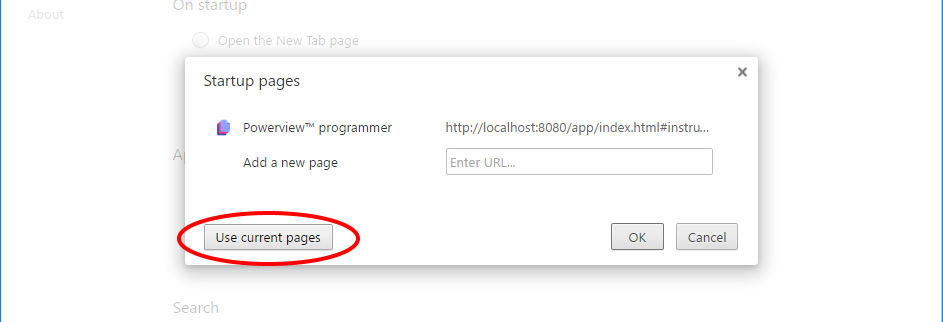 About
On startup
Open the New Tab page
Startup pages
Powerview™ programmer http://localhost:8080/app/index.html#instru...
Add a new page Enter URL...
Use current pages OK Cancel
Search